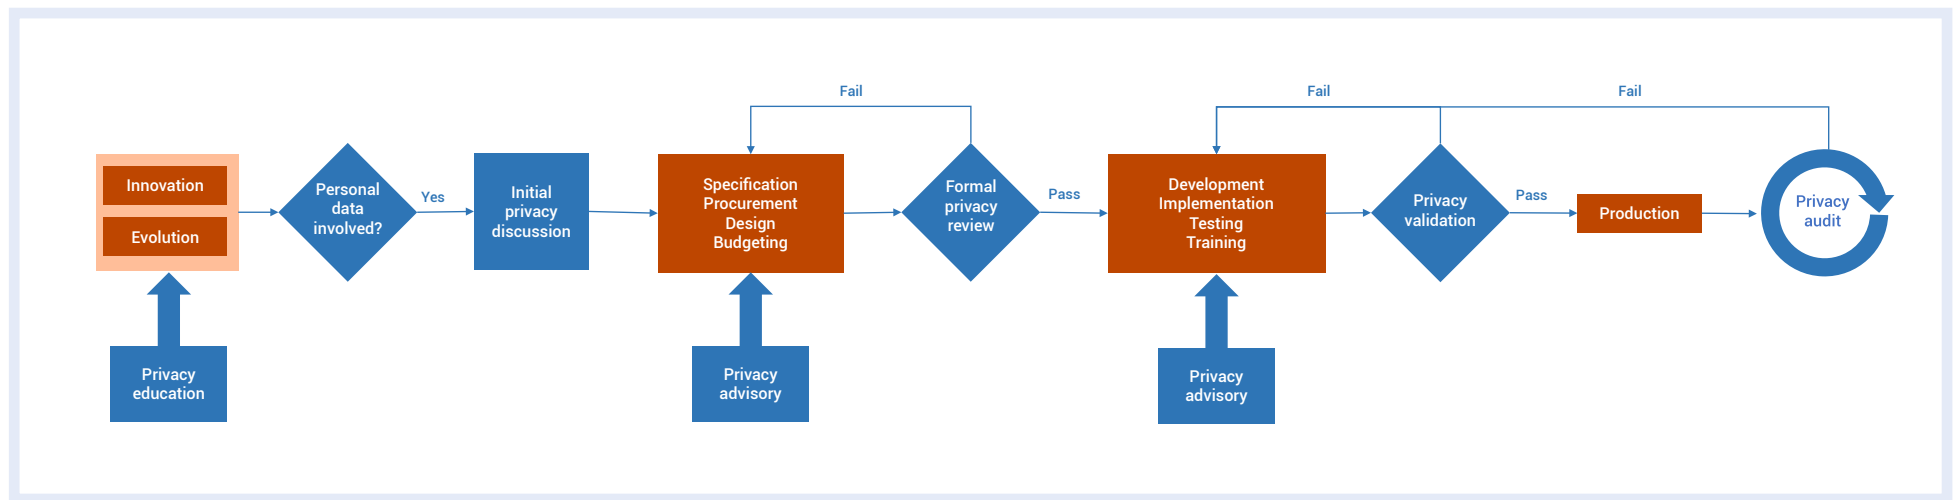 Fail
Fail
Fail
Innovation
Evolution
Personal
data
involved?
Yes
Initial
privacy
discussion
Specification
Procurement
Design
Budgeting
Formal
privacy
review
Pass
Development
Implementation
Testing
Training
Privacy
validation
Pass
Production
Privacy
audit
Privacy
education
Privacy
advisory
Privacy
advisory